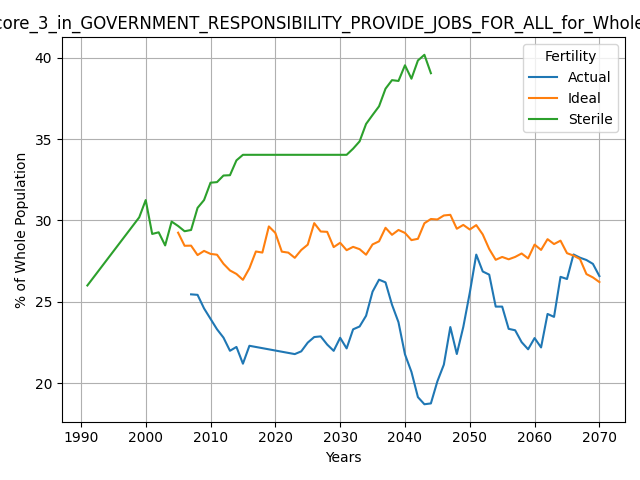 core_3_in_GOVERNMENT_RESPONSIBILITY_PROVIDE_JOBS_FOR_ALL_for_Whole
Fertility
Actual
Ideal
Sterile
% of Whole Population
40
35
30
25
20
1990 2000 2010 2020 2030 2040 2050 2060 2070
Years